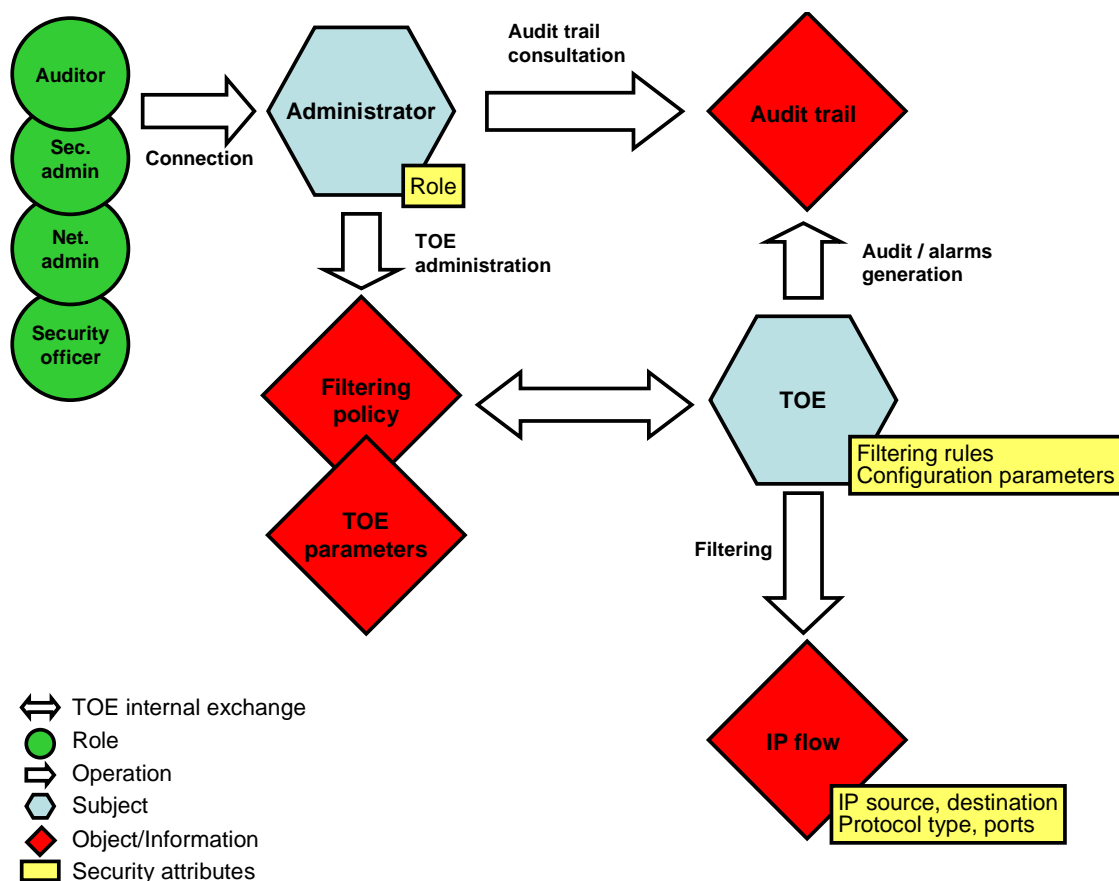 Auditor
Sec.
admin
Net.
admin
Security
officer
Connection
Administrator
Role
Audit trail
consultation
Audit trail
TOE
administration
Audit / alarms
generation
Filtering
policy
TOE
parameters
TOE
Filtering rules
Configuration parameters
Filtering
IP flow
IP source, destination
Protocol type, ports
TOE internal exchange
Role
Operation
Subject
Object/Information
Security attributes